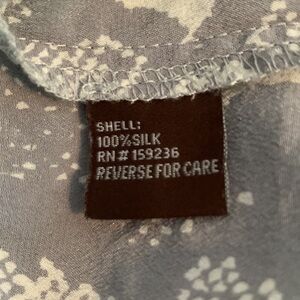 SHELL:
100%SILK
RN# 159236
REVERSE FOR CARE